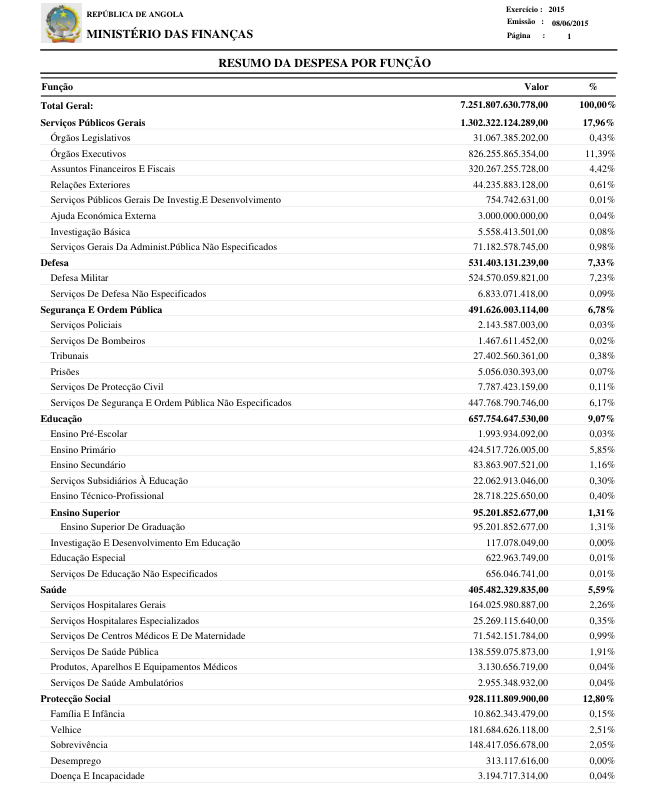 REPÚBLICA DE ANGOLA
MINISTÉRIO DAS FINANÇAS
Exercício : 2015
Emissão : 08/06/2015
Página : 1
RESUMO DA DESPESA POR FUNÇÃO
Função Valor %
Total Geral: 7.251.807.630.778,00 100,00%
Serviços Públicos Gerais 1.302.322.124.289,00 17,96%
Órgãos Legislativos 31.067.385.202,00 0,43%
Órgãos Executivos 826.255.865.354,00 11,39%
Assuntos Financeiros E Fiscais 320.267.255.728,00 4,42%
Relações Exteriores 44.235.883.128,00 0,61%
Serviços Públicos Gerais De Investig.E Desenvolvimento 754.742.631,00 0,01%
Ajuda Económica Externa 3.000.000.000,00 0,04%
Investigação Básica 5.558.413.501,00 0,08%
Serviços Gerais Da Administ.Pública Não Especificados 71.182.578.745,00 0,98%
Defesa 531.403.131.239,00 7,33%
Defesa Militar 524.570.059.821,00 7,23%
Serviços De Defesa Não Especificados 6.833.071.418,00 0,09%
Segurança E Ordem Pública 491.626.003.114,00 6,78%
Serviços Policiais 2.143.587.003,00 0,03%
Serviços De Bombeiros 1.467.611.452,00 0,02%
Tribunais 27.402.560.361,00 0,38%
Prisões 5.056.030.393,00 0,07%
Serviços De Protecção Civil 7.787.423.159,00 0,11%
Serviços De Segurança E Ordem Pública Não Especificados 447.768.790.746,00 6,17%
Educação 657.754.647.530,00 9,07%
Ensino Pré-Escolar 1.993.934.092,00 0,03%
Ensino Primário 424.517.726.005,00 5,85%
Ensino Secundário 83.863.907.521,00 1,16%
Serviços Subsidiários À Educação 22.062.913.046,00 0,30%
Ensino Técnico-Profissional 28.718.225.650,00 0,40%
Ensino Superior 95.201.852.677,00 1,31%
Ensino Superior De Graduação 95.201.852.677,00 1,31%
Investigação E Desenvolvimento Em Educação 117.078.049,00 0,00%
Educação Especial 622.963.749,00 0,01%
Serviços De Educação Não Especificados 656.046.741,00 0,01%
Saúde 405.482.329.835,00 5,59%
Serviços Hospitalares Gerais 164.025.980.887,00 2,26%
Serviços Hospitalares Especializados 25.269.115.640,00 0,35%
Serviços De Centros Médicos E De Maternidade 71.542.151.784,00 0,99%
Serviços De Saúde Pública 138.559.075.873,00 1,91%
Produtos, Aparelhos E Equipamentos Médicos 3.130.656.719,00 0,04%
Serviços De Saúde Ambulatórios 2.955.348.932,00 0,04%
Protecção Social 928.111.809.900,00 12,80%
Família E Infância 10.862.343.479,00 0,15%
Velhice 181.684.626.118,00 2,51%
Sobrevivência 148.417.056.678,00 2,05%
Desemprego 313.117.616,00 0,00%
Doença E Incapacidade 3.194.717.314,00 0,04%